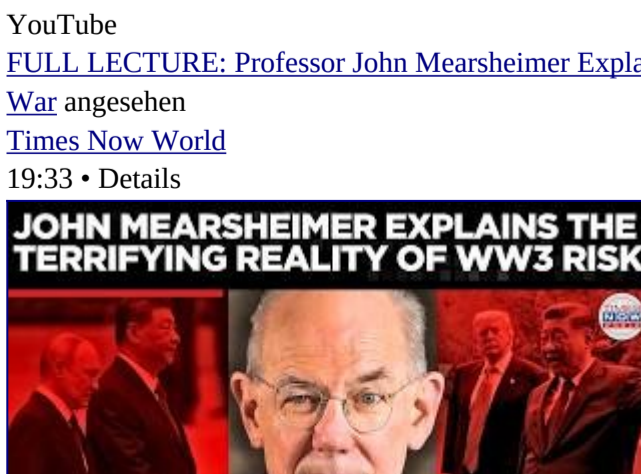 YouTube
FULL LECTURE: Professor John Mearsheimer Expla
War angesehen
Times Now World
19:33 • Details
JOHN MEARSHEIMER EXPLAINS THE
TERRIFYING REALITY OF WW3 RISK
NOW